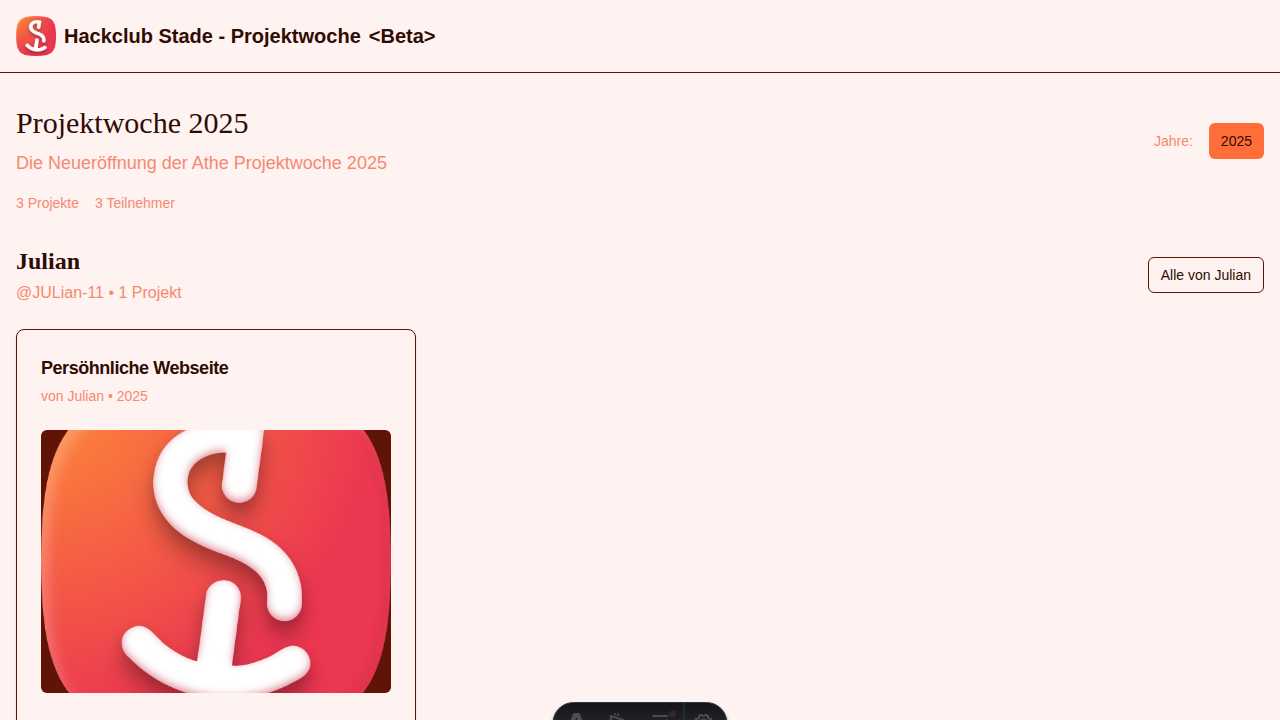 Hackclub Stade - Projektwoche <Beta>
Projektwoche 2025
Die Neueröffnung der Athe Projektwoche 2025
Jahre: 2025
3 Projekte 3 Teilnehmer
Julian
@JULian-11 • 1 Projekt
Alle von Julian
Persöhnliche Webseite
von Julian • 2025